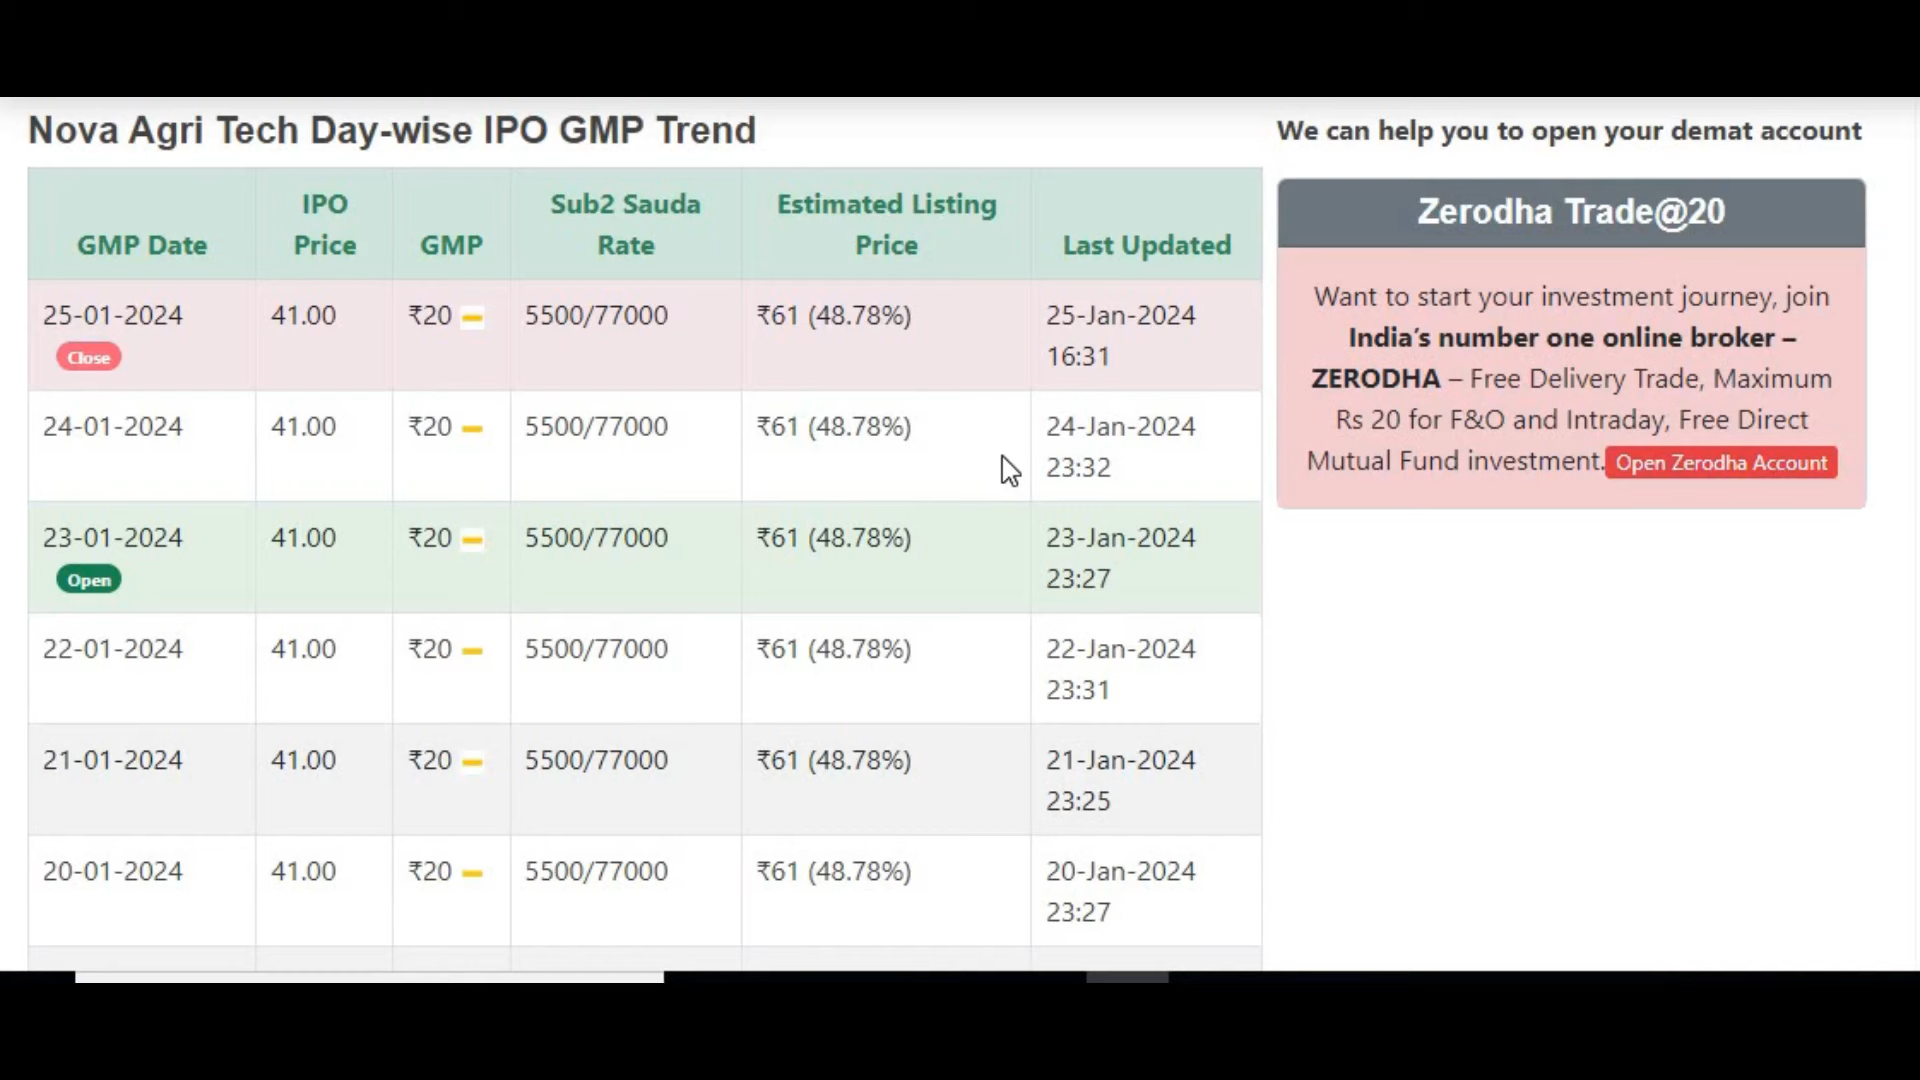 Nova Agri Tech Day-wise IPO GMP Trend
GMP Date
IPO
Price
GMP
Sub2 Sauda
Rate
Estimated Listing
Price
Last Updated
25-01-2024
Close
41.00
₹20
5500/77000
₹61 (48.78%)
25-Jan-2024
16:31
24-01-2024
41.00
₹20
5500/77000
₹61 (48.78%)
24-Jan-2024
23:32
23-01-2024
Open
41.00
₹20
5500/77000
₹61 (48.78%)
23-Jan-2024
23:27
22-01-2024
41.00
₹20
5500/77000
₹61 (48.78%)
22-Jan-2024
23:31
21-01-2024
41.00
₹20
5500/77000
₹61 (48.78%)
21-Jan-2024
23:25
20-01-2024
41.00
₹20
5500/77000
₹61 (48.78%)
20-Jan-2024
23:27
We can help you to open your demat account
Zerodha Trade@20
Want to start your investment journey, join
India’s number one online broker –
ZERODHA – Free Delivery Trade, Maximum
Rs 20 for F&O and Intraday, Free Direct
Mutual Fund investment. Open Zerodha Account